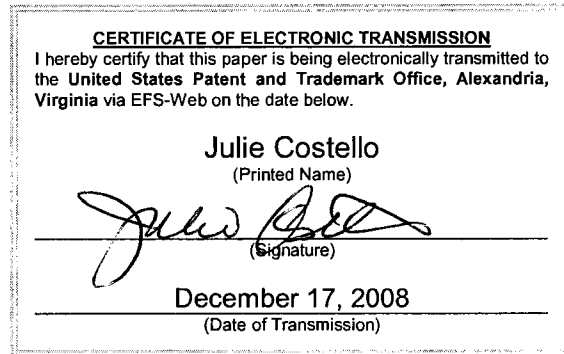 CERTIFICATE OF ELECTRONIC TRANSMISSION
I hereby certify that this paper is being electronically transmitted to
the United States Patent and Trademark Office, Alexandria,
Virginia via EFS-Web on the date below.
Julie Costello
(Printed Name)
(Signature)
December 17, 2008
(Date of Transmission)